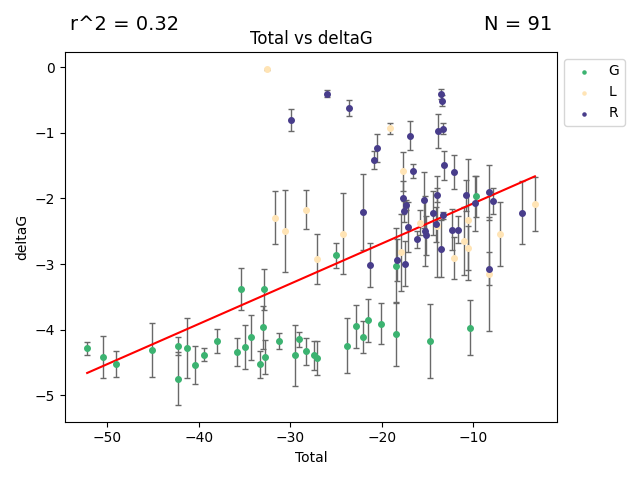 r^2 = 0.32
N = 91
Total vs deltaG
G
L
R
0
−1
−2
−3
−4
−5
deltaG
−50
−40
−30
−20
−10
Total